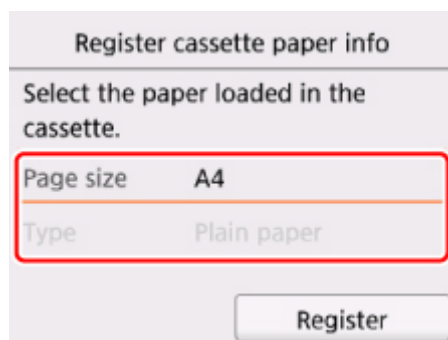 Register cassette paper info
Select the paper loaded in the
cassette.
Page size A4
Type Plain paper
Register